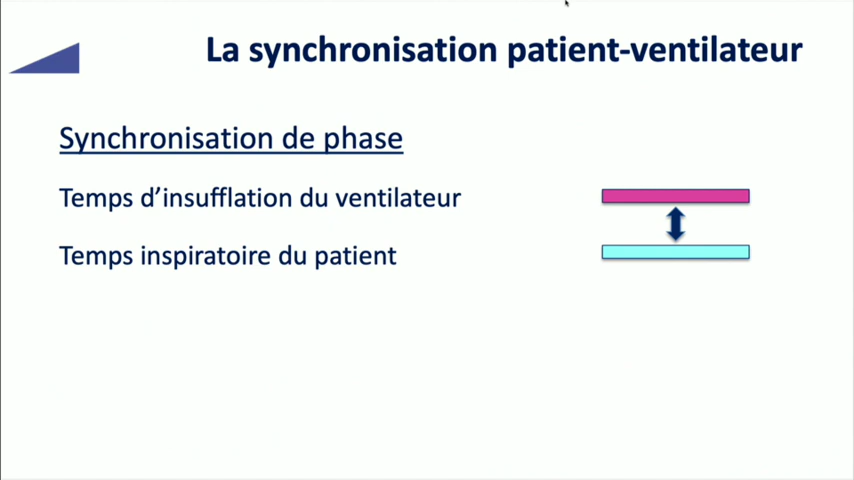 La synchronisation patient-ventilateur
Synchronisation de phase
Temps d’insufflation du ventilateur
Temps inspiratoire du patient